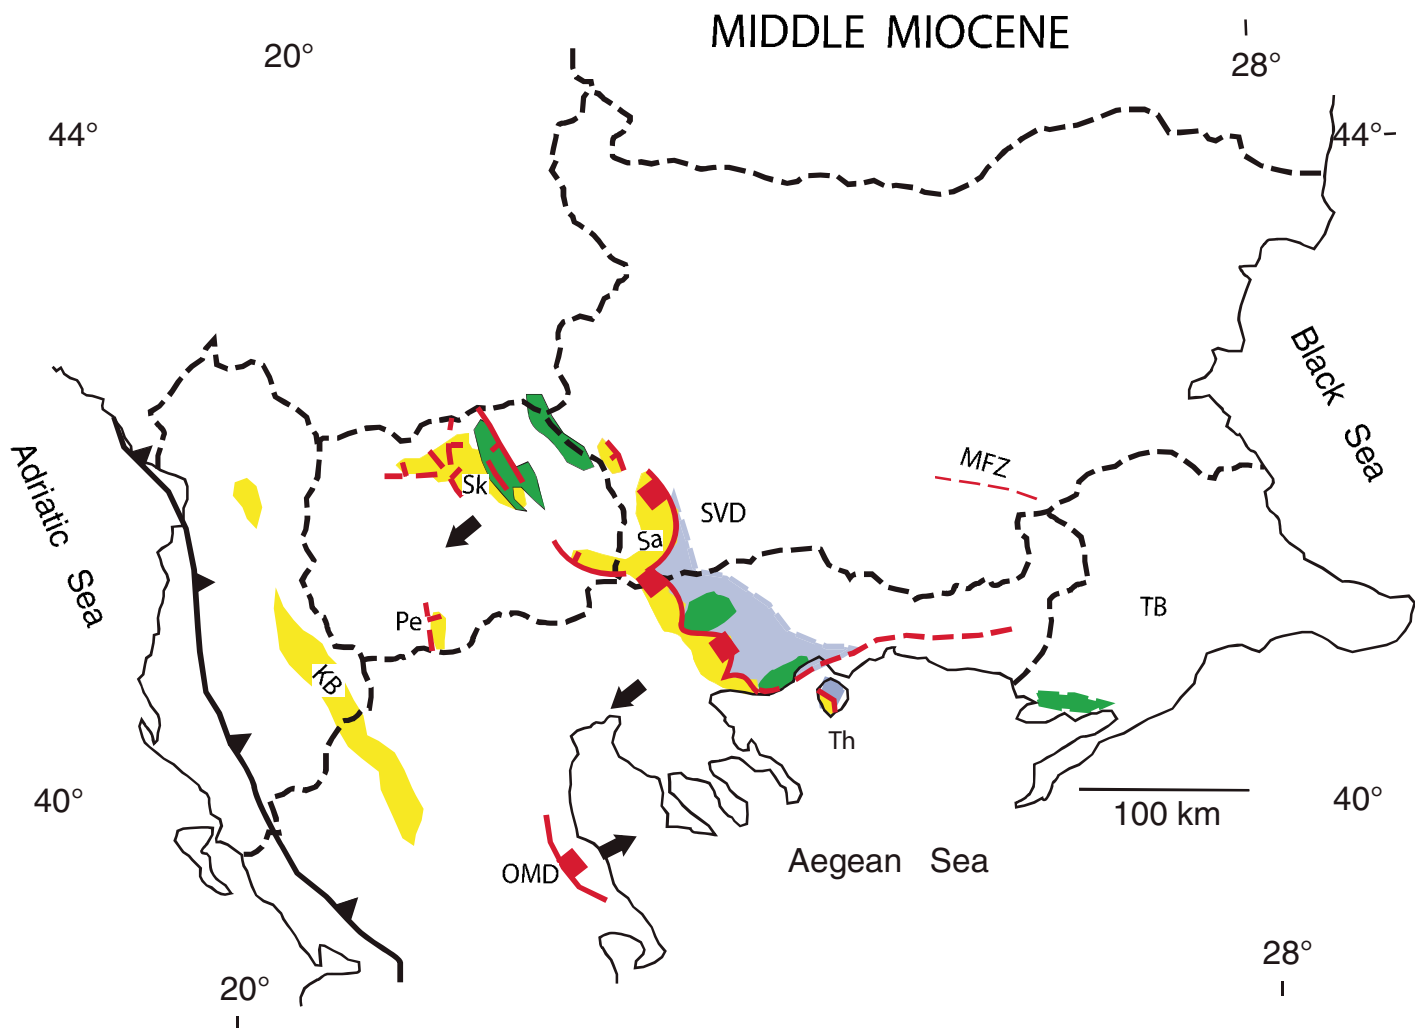 MIDDLE MIOCENE
20°
28°
44°
44°
Black Sea
Adriatic Sea
MFZ
Sk
SVD
Sa
TB
Pe
KB
Th
40°
100 km
40°
Aegean Sea
OMD
28°
20°